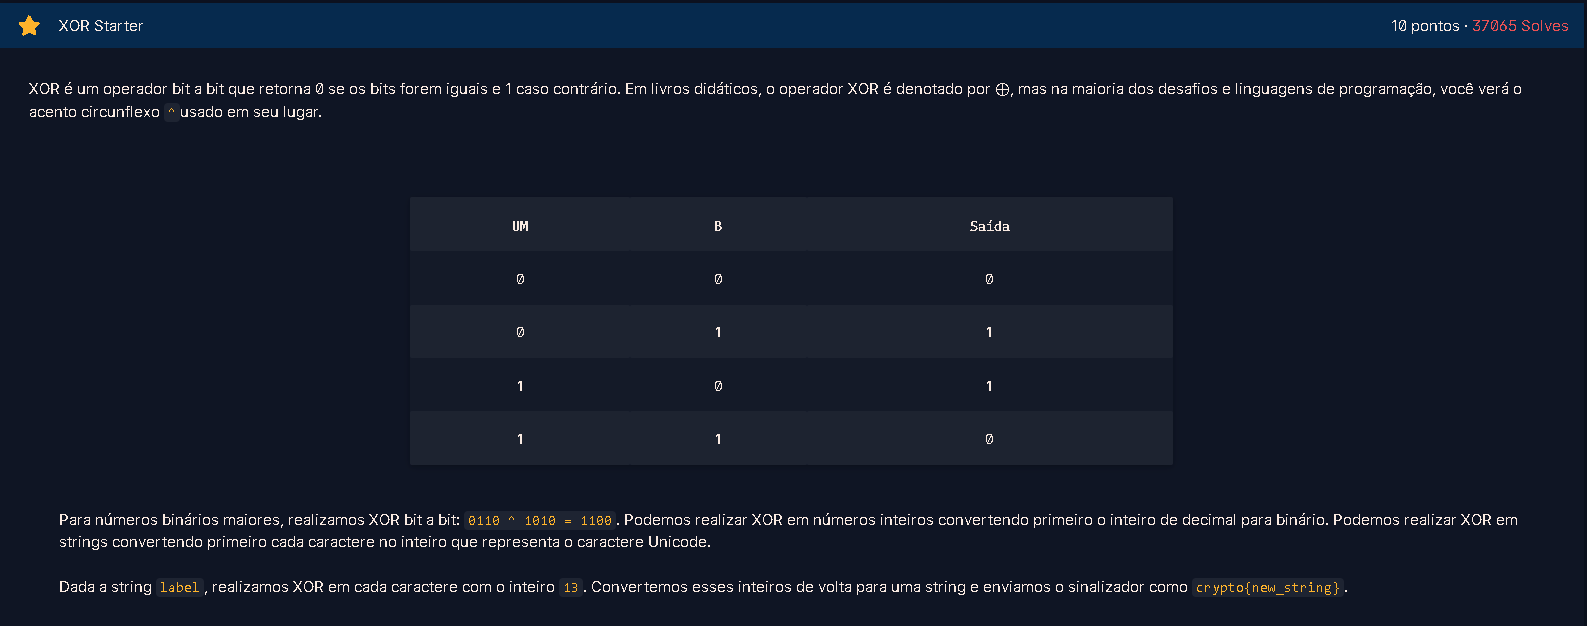 XOR Starter
10 pontos · 37065 Solves
XOR é um operador bit a bit que retorna 0 se os bits forem iguais e 1 caso contrário. Em livros didáticos, o operador XOR é denotado por ⊕, mas na maioria dos desafios e linguagens de programação, você verá o
acento circunflexo ^ usado em seu lugar.
UM B Saída
0 0 0
0 1 1
1 0 1
1 1 0
Para números binários maiores, realizamos XOR bit a bit: 0110 ^ 1010 = 1100. Podemos realizar XOR em números inteiros convertendo primeiro o inteiro de decimal para binário. Podemos realizar XOR em
strings convertendo primeiro cada caractere no inteiro que representa o caractere Unicode.
Dada a string label, realizamos XOR em cada caractere com o inteiro 13. Convertemos esses inteiros de volta para uma string e enviamos o sinalizador como crypto{new_string}.